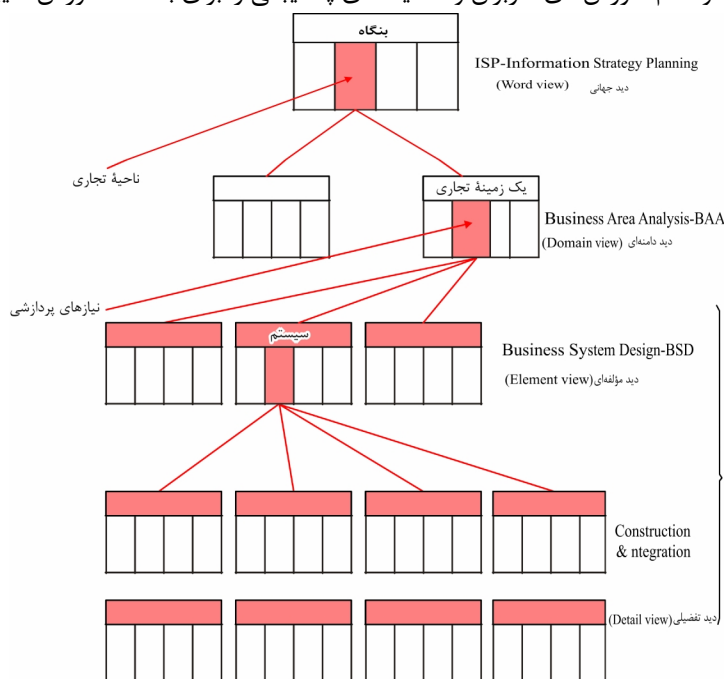 بنگاه
ISP-Information Strategy Planning
(Word view) دید جهانی
ناحیهٔ تجاری
یک زمینهٔ تجاری
Business Area Analysis-BAA
(Domain view) دید دامنه‌ای
نیازهای پردازشی
سیستم
Business System Design-BSD
(Element view) دید مؤلفه‌ای
Construction
& ntegration
(Detail view) دید تفضیلی